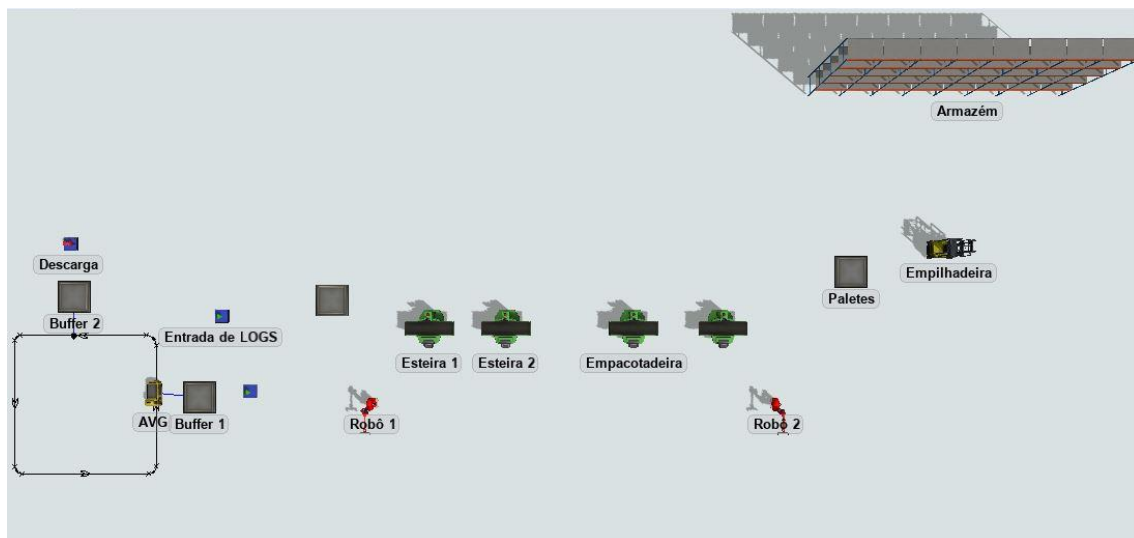 Armazém
Descarga
Empilhadeira
Paletes
Buffer 2
Entrada de LOGS
Esteira 1
Esteira 2
Empacotadeira
AVG
Buffer 1
Robô 1
Robô 2